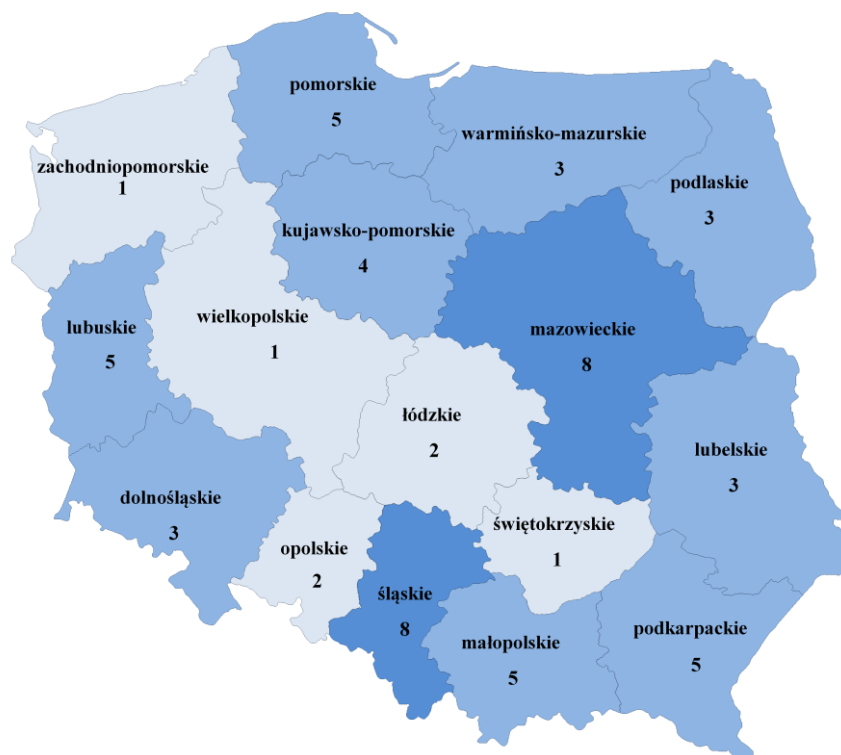 pomorskie
5
warmińsko-mazurskie
3
zachodniopomorskie
1
podlaskie
3
kujawsko-pomorskie
4
wielkopolskie
1
lubuskie
5
mazowieckie
8
łódzkie
2
lubelskie
3
dolnośląskie
3
świętokrzyskie
1
opolskie
2
śląskie
8
małopolskie
5
podkarpackie
5